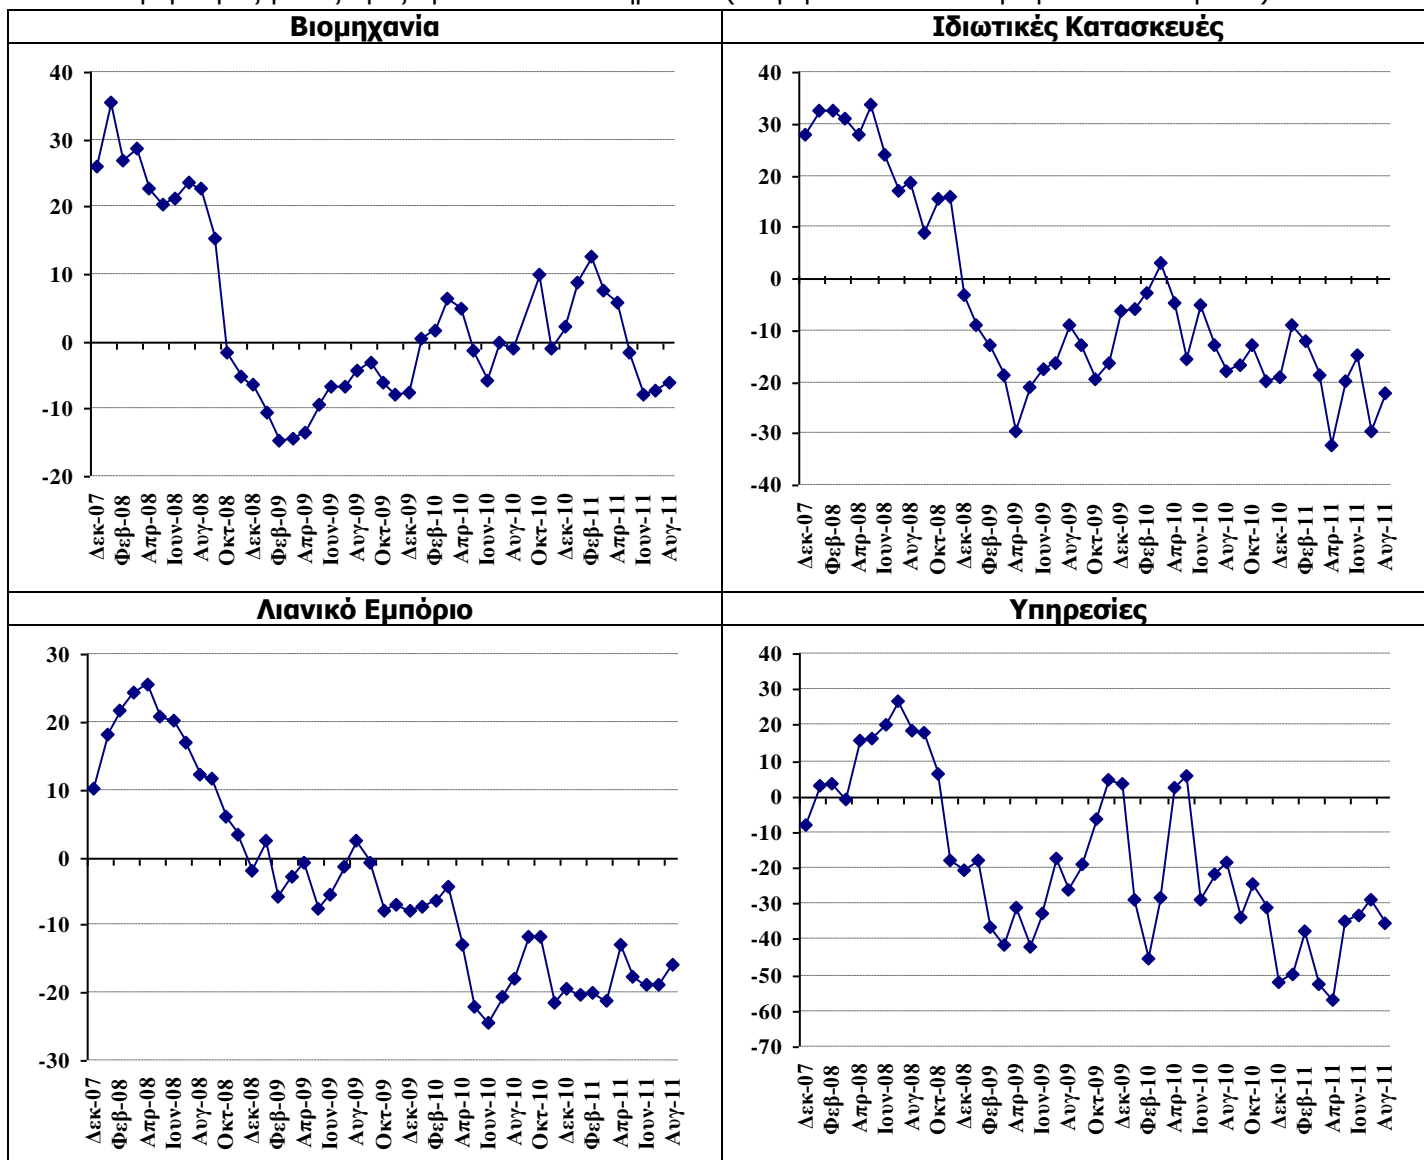 Βιομηχανία
40
30
20
10
0
-10
-20
Δεκ-07
Φεβ-08
Απρ-08
Ιουν-08
Αυγ-08
Οκτ-08
Δεκ-08
Φεβ-09
Απρ-09
Ιουν-09
Αυγ-09
Οκτ-09
Δεκ-09
Φεβ-10
Απρ-10
Ιουν-10
Αυγ-10
Οκτ-10
Δεκ-10
Φεβ-11
Απρ-11
Ιουν-11
Αυγ-11
Ιδιωτικές Κατασκευές
40
30
20
10
0
-10
-20
-30
-40
Δεκ-07
Φεβ-08
Απρ-08
Ιουν-08
Αυγ-08
Οκτ-08
Δεκ-08
Φεβ-09
Απρ-09
Ιουν-09
Αυγ-09
Οκτ-09
Δεκ-09
Φεβ-10
Απρ-10
Ιουν-10
Αυγ-10
Οκτ-10
Δεκ-10
Φεβ-11
Απρ-11
Ιουν-11
Αυγ-11
Λιανικό Εμπόριο
30
20
10
0
-10
-20
-30
Δεκ-07
Φεβ-08
Απρ-08
Ιουν-08
Αυγ-08
Οκτ-08
Δεκ-08
Φεβ-09
Απρ-09
Ιουν-09
Αυγ-09
Οκτ-09
Δεκ-09
Φεβ-10
Απρ-10
Ιουν-10
Αυγ-10
Οκτ-10
Δεκ-10
Φεβ-11
Απρ-11
Ιουν-11
Αυγ-11
Υπηρεσίες
40
30
20
10
0
-10
-20
-30
-40
-50
-60
-70
Δεκ-07
Φεβ-08
Απρ-08
Ιουν-08
Αυγ-08
Οκτ-08
Δεκ-08
Φεβ-09
Απρ-09
Ιουν-09
Αυγ-09
Οκτ-09
Δεκ-09
Φεβ-10
Απρ-10
Ιουν-10
Αυγ-10
Οκτ-10
Δεκ-10
Φεβ-11
Απρ-11
Ιουν-11
Αυγ-11